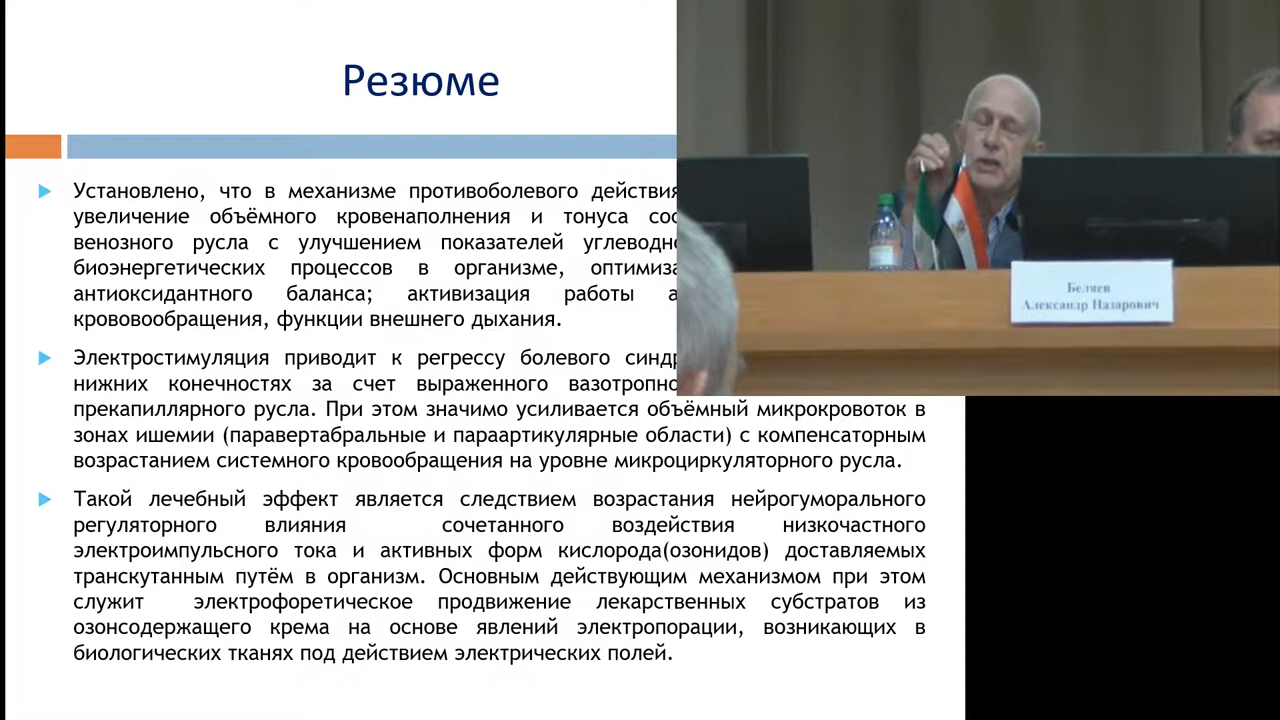 Резюме
Установлено, что в механизме противоболевого действия
увеличение объёмного кровенаполнения и тонуса
венозного русла с улучшением показателей
биоэнергетических процессов в организме,
антиоксидантного баланса; активизация работы
крововообращения, функции внешнего дыхания.
Электростимуляция приводит к регрессу болевого
нижних конечностях за счет выраженного
прекапиллярного русла. При этом значимо усиливается объёмный микрокровоток в
зонах ишемии (паравертабральные и параартикулярные области) с компенсаторным
возрастанием системного кровообращения на уровне микроциркуляторного русла.
Такой лечебный эффект является следствием возрастания нейрогуморального
регуляторного влияния сочетанного воздействия низкочастного
электроимпульсного тока и активных форм кислорода(озонидов) доставляемых
транскутанным путём в организм. Основным действующим механизмом при этом
служит электрофоретическое продвижение лекарственных субстратов из
озонсодержащего крема на основе явлений электропорации, возникающих в
биологических тканях под действием электрических полей.
Беляев
Александр Назарович